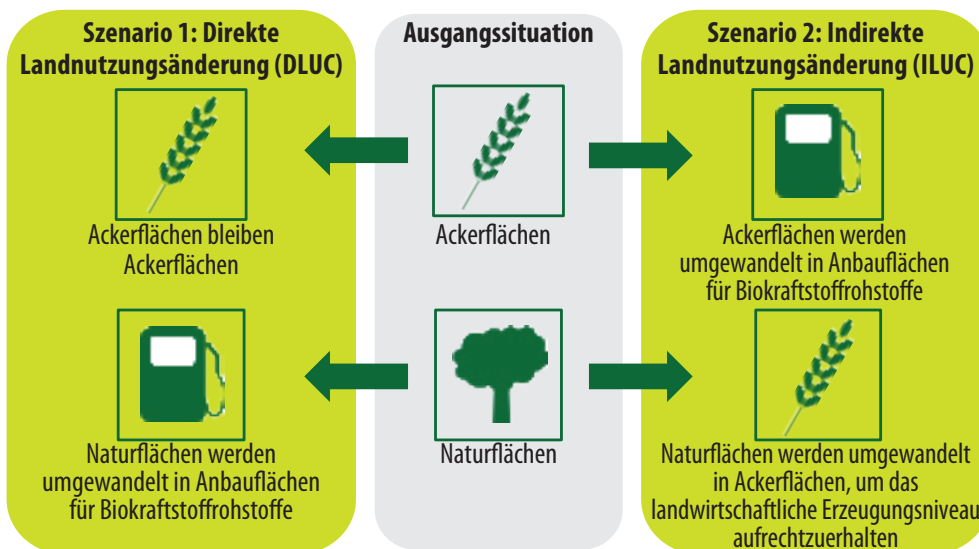 Szenario 1: Direkte
Landnutzungsänderung (DLUC)
Ackerflächen bleiben
Ackerflächen
Naturflächen werden
umgewandelt in Anbauflächen
für Biokraftstoffrohstoffe
Ausgangssituation
Ackerflächen
Naturflächen
Szenario 2: Indirekte
Landnutzungsänderung (ILUC)
Ackerflächen werden
umgewandelt in Anbauflächen
für Biokraftstoffrohstoffe
Naturflächen werden umgewandelt
in Ackerflächen, um das
landwirtschaftliche Erzeugungsniveau
aufrechtzuerhalten